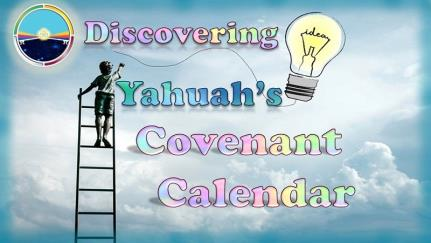 Discovering
idea
Yahuah's
Covenant
Calendar